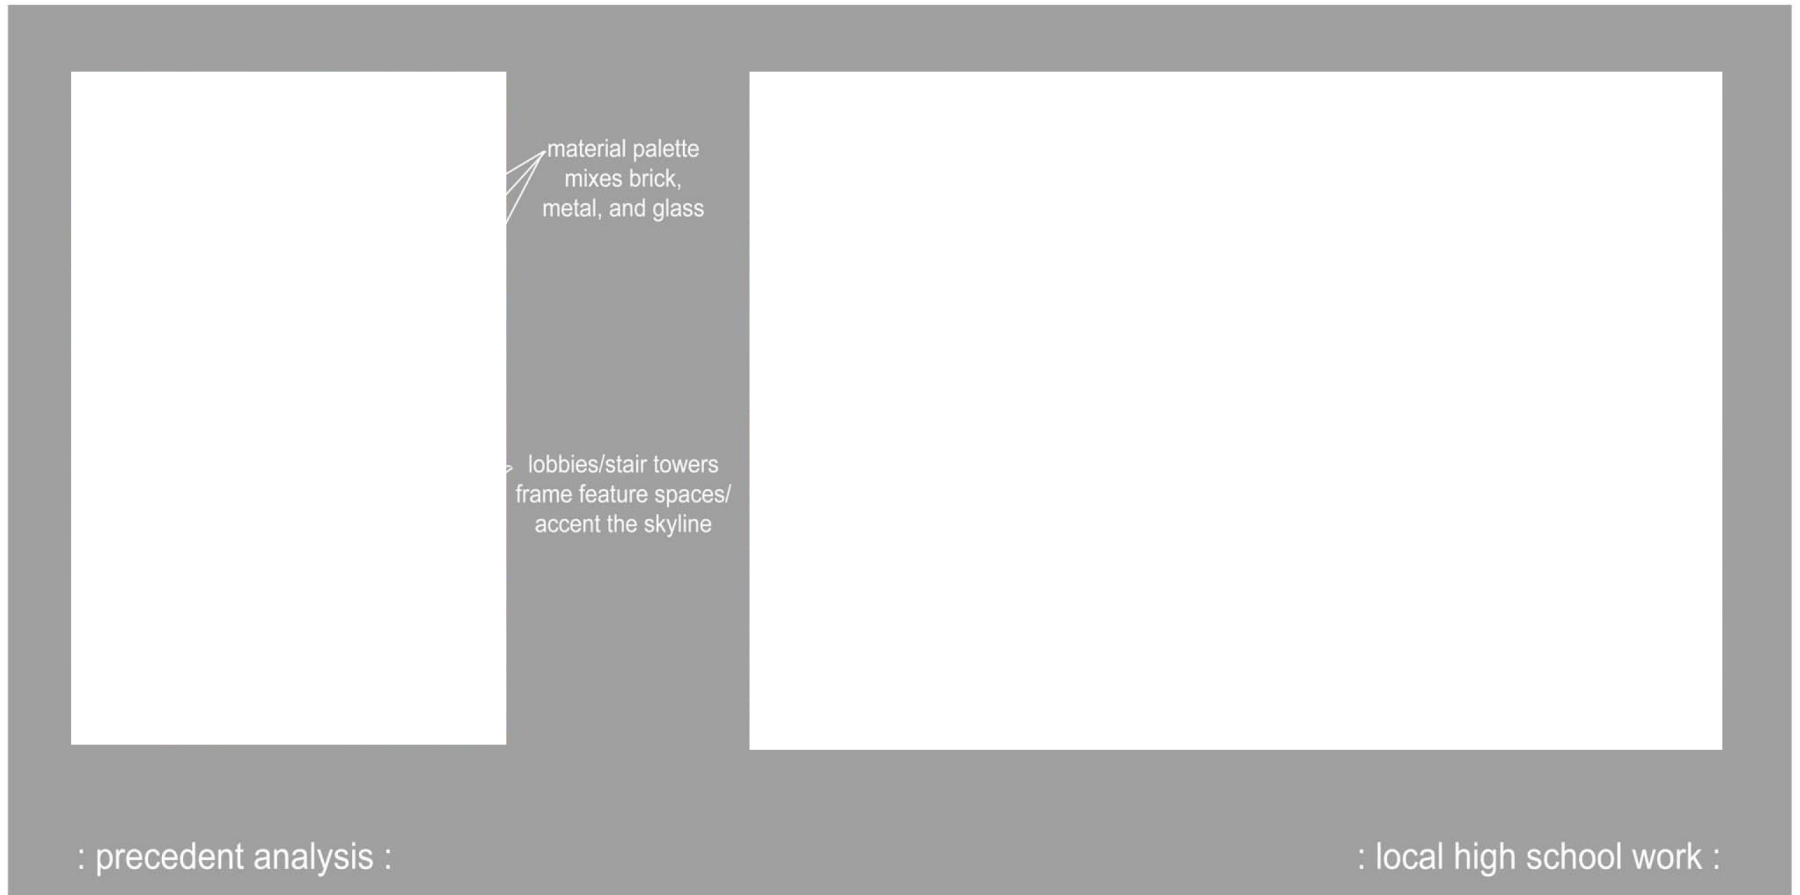 material palette
mixes brick,
metal, and glass
lobbies/stair towers
frame feature spaces/
accent the skyline
: precedent analysis :
: local high school work :